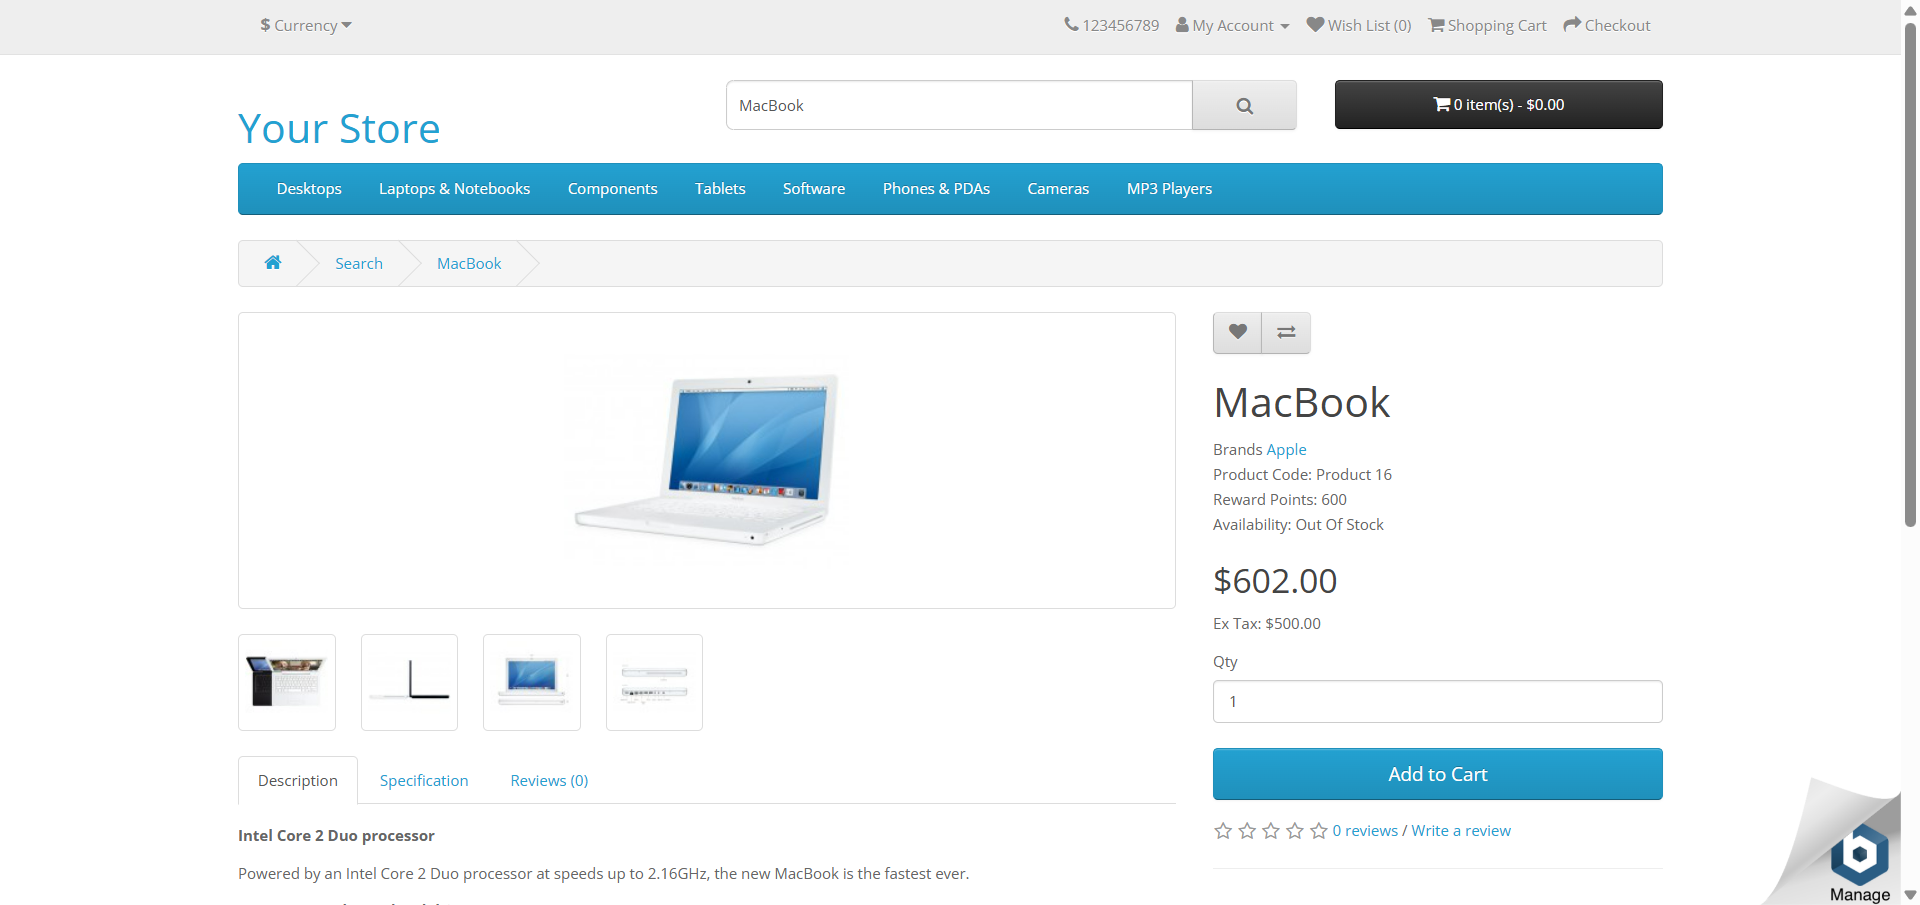 $ Currency
123456789 My Account Wish List (0) Shopping Cart Checkout
Your Store
MacBook
0 item(s) - $0.00
Desktops Laptops & Notebooks Components Tablets Software Phones & PDAs Cameras MP3 Players
Search MacBook
MacBook
Brands Apple
Product Code: Product 16
Reward Points: 600
Availability: Out Of Stock
$602.00
Ex Tax: $500.00
Qty
1
Add to Cart
0 reviews / Write a review
Description Specification Reviews (0)
Intel Core 2 Duo processor
Powered by an Intel Core 2 Duo processor at speeds up to 2.16GHz, the new MacBook is the fastest ever.
b
Manage